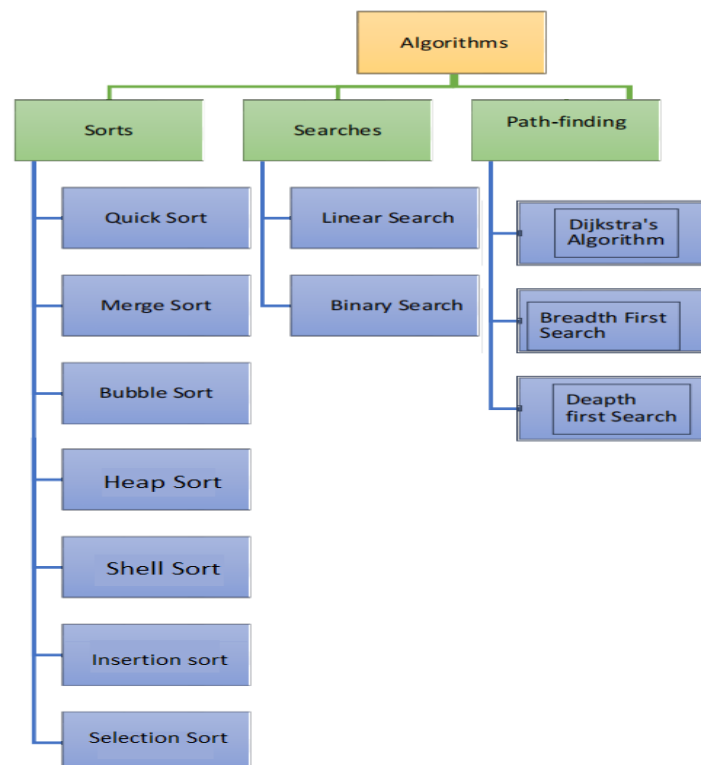 Algorithms
Sorts
Searches
Path-finding
Quick Sort
Merge Sort
Bubble Sort
Heap Sort
Shell Sort
Insertion sort
Selection Sort
Linear Search
Binary Search
Dijkstra's
Algorithm
Breadth First
Search
Deapth
first Search